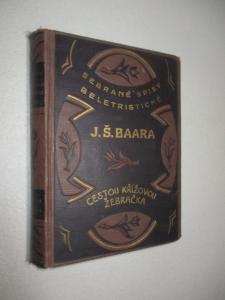 SEBRANÉ SPISY
BELETRISTICKÉ
J.Š.BAARA
CESTOU KŘÍŽOVOU
ŽEBRAČKA